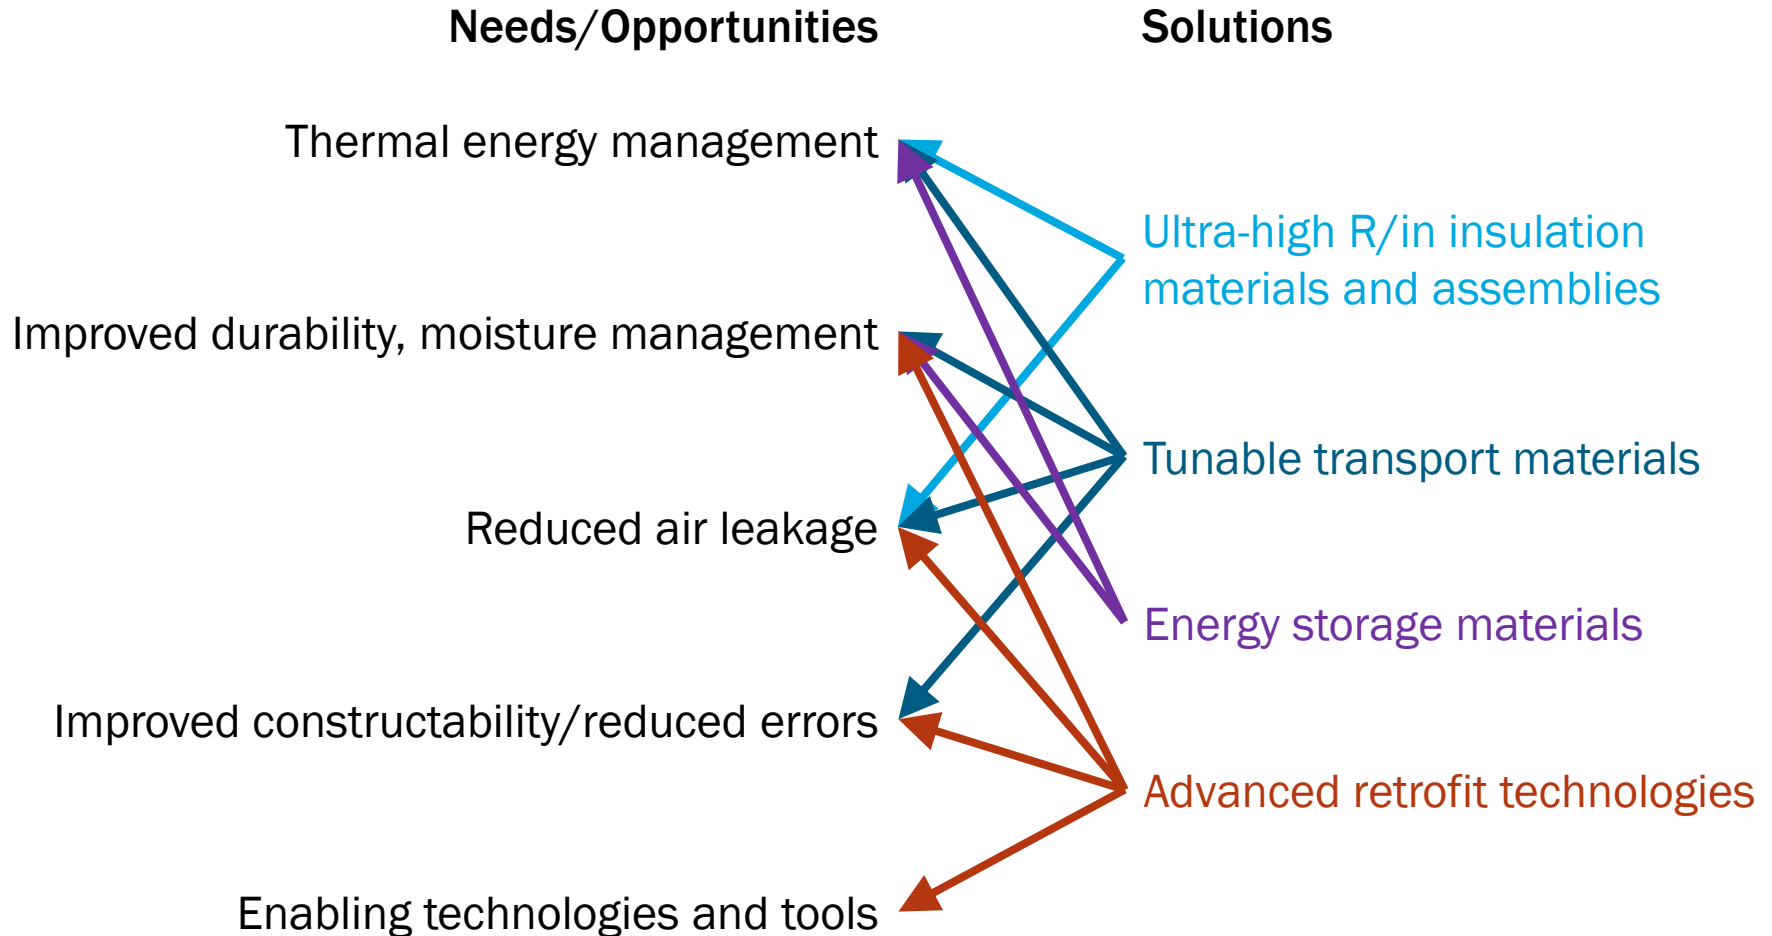 Needs/Opportunities
Thermal energy management
Improved durability, moisture management
Reduced air leakage
Improved constructability/reduced errors
Enabling technologies and tools
Solutions
Ultra-high R/in insulation
materials and assemblies
Tunable transport materials
Energy storage materials
Advanced retrofit technologies